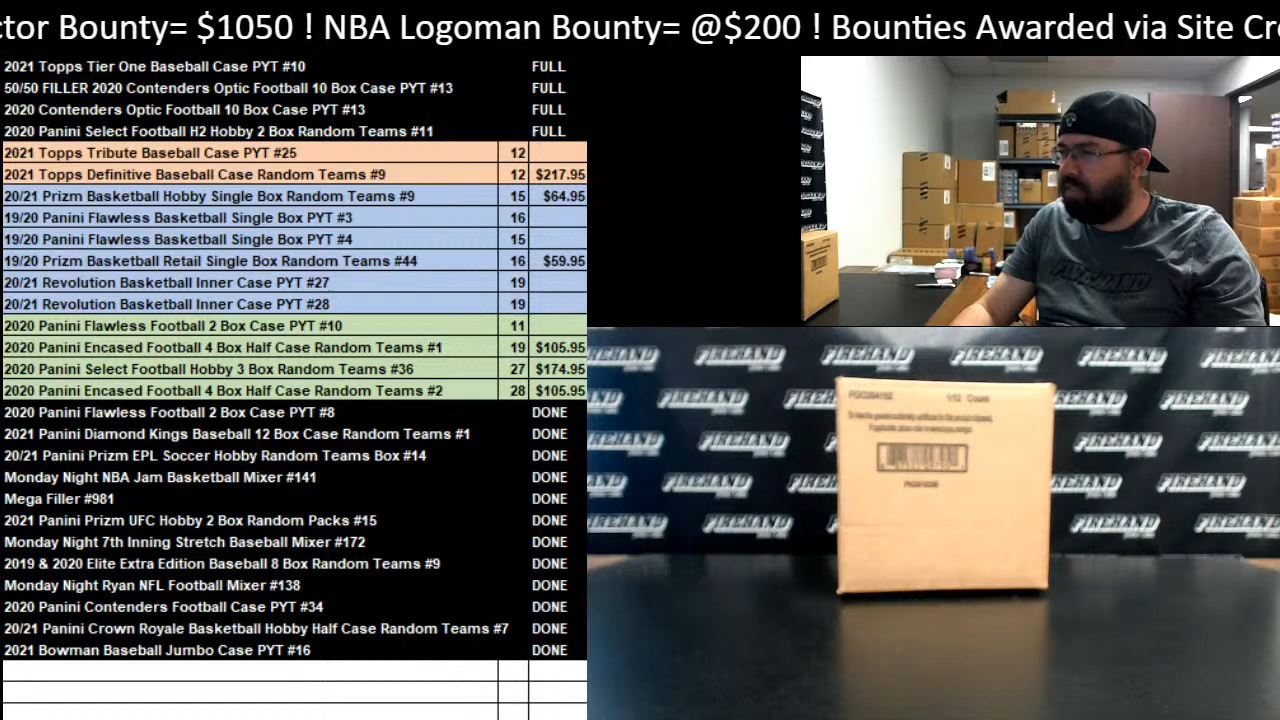 ctor Bounty= $1050 ! NBA Logoman Bounty= @$200 ! Bounties Awarded via Site Cre
2021 Topps Tier One Baseball Case PYT #10 FULL
50/50 FILLER 2020 Contenders Optic Football 10 Box Case PYT #13 FULL
2020 Contenders Optic Football 10 Box Case PYT #13 FULL
2020 Panini Select Football H2 Hobby 2 Box Random Teams #11 FULL
2021 Topps Tribute Baseball Case PYT #25 12
2021 Topps Definitive Baseball Case Random Teams #9 12 $217.95
20/21 Prizm Basketball Hobby Single Box Random Teams #9 15 $64.95
19/20 Panini Flawless Basketball Single Box PYT #3 16
19/20 Panini Flawless Basketball Single Box PYT #4 15
19/20 Prizm Basketball Retail Single Box Random Teams #44 16 $59.95
20/21 Revolution Basketball Inner Case PYT #27 19
20/21 Revolution Basketball Inner Case PYT #28 19
2020 Panini Flawless Football 2 Box Case PYT #10 11
2020 Panini Encased Football 4 Box Half Case Random Teams #1 19 $105.95
2020 Panini Select Football Hobby 3 Box Random Teams #36 27 $174.95
2020 Panini Encased Football 4 Box Half Case Random Teams #2 28 $105.95
2020 Panini Flawless Football 2 Box Case PYT #8 DONE
2021 Panini Diamond Kings Baseball 12 Box Case Random Teams #1 DONE
20/21 Panini Prizm EPL Soccer Hobby Random Teams Box #14 DONE
Monday Night NBA Jam Basketball Mixer #141 DONE
Mega Filler #981 DONE
2021 Panini Prizm UFC Hobby 2 Box Random Packs #15 DONE
Monday Night 7th Inning Stretch Baseball Mixer #172 DONE
2019 & 2020 Elite Extra Edition Baseball 8 Box Random Teams #9 DONE
Monday Night Ryan NFL Football Mixer #138 DONE
2020 Panini Contenders Football Case PYT #34 DONE
20/21 Panini Crown Royale Basketball Hobby Half Case Random Teams #7 DONE
2021 Bowman Baseball Jumbo Case PYT #16 DONE
FIREHAND
FIREHAND
Count